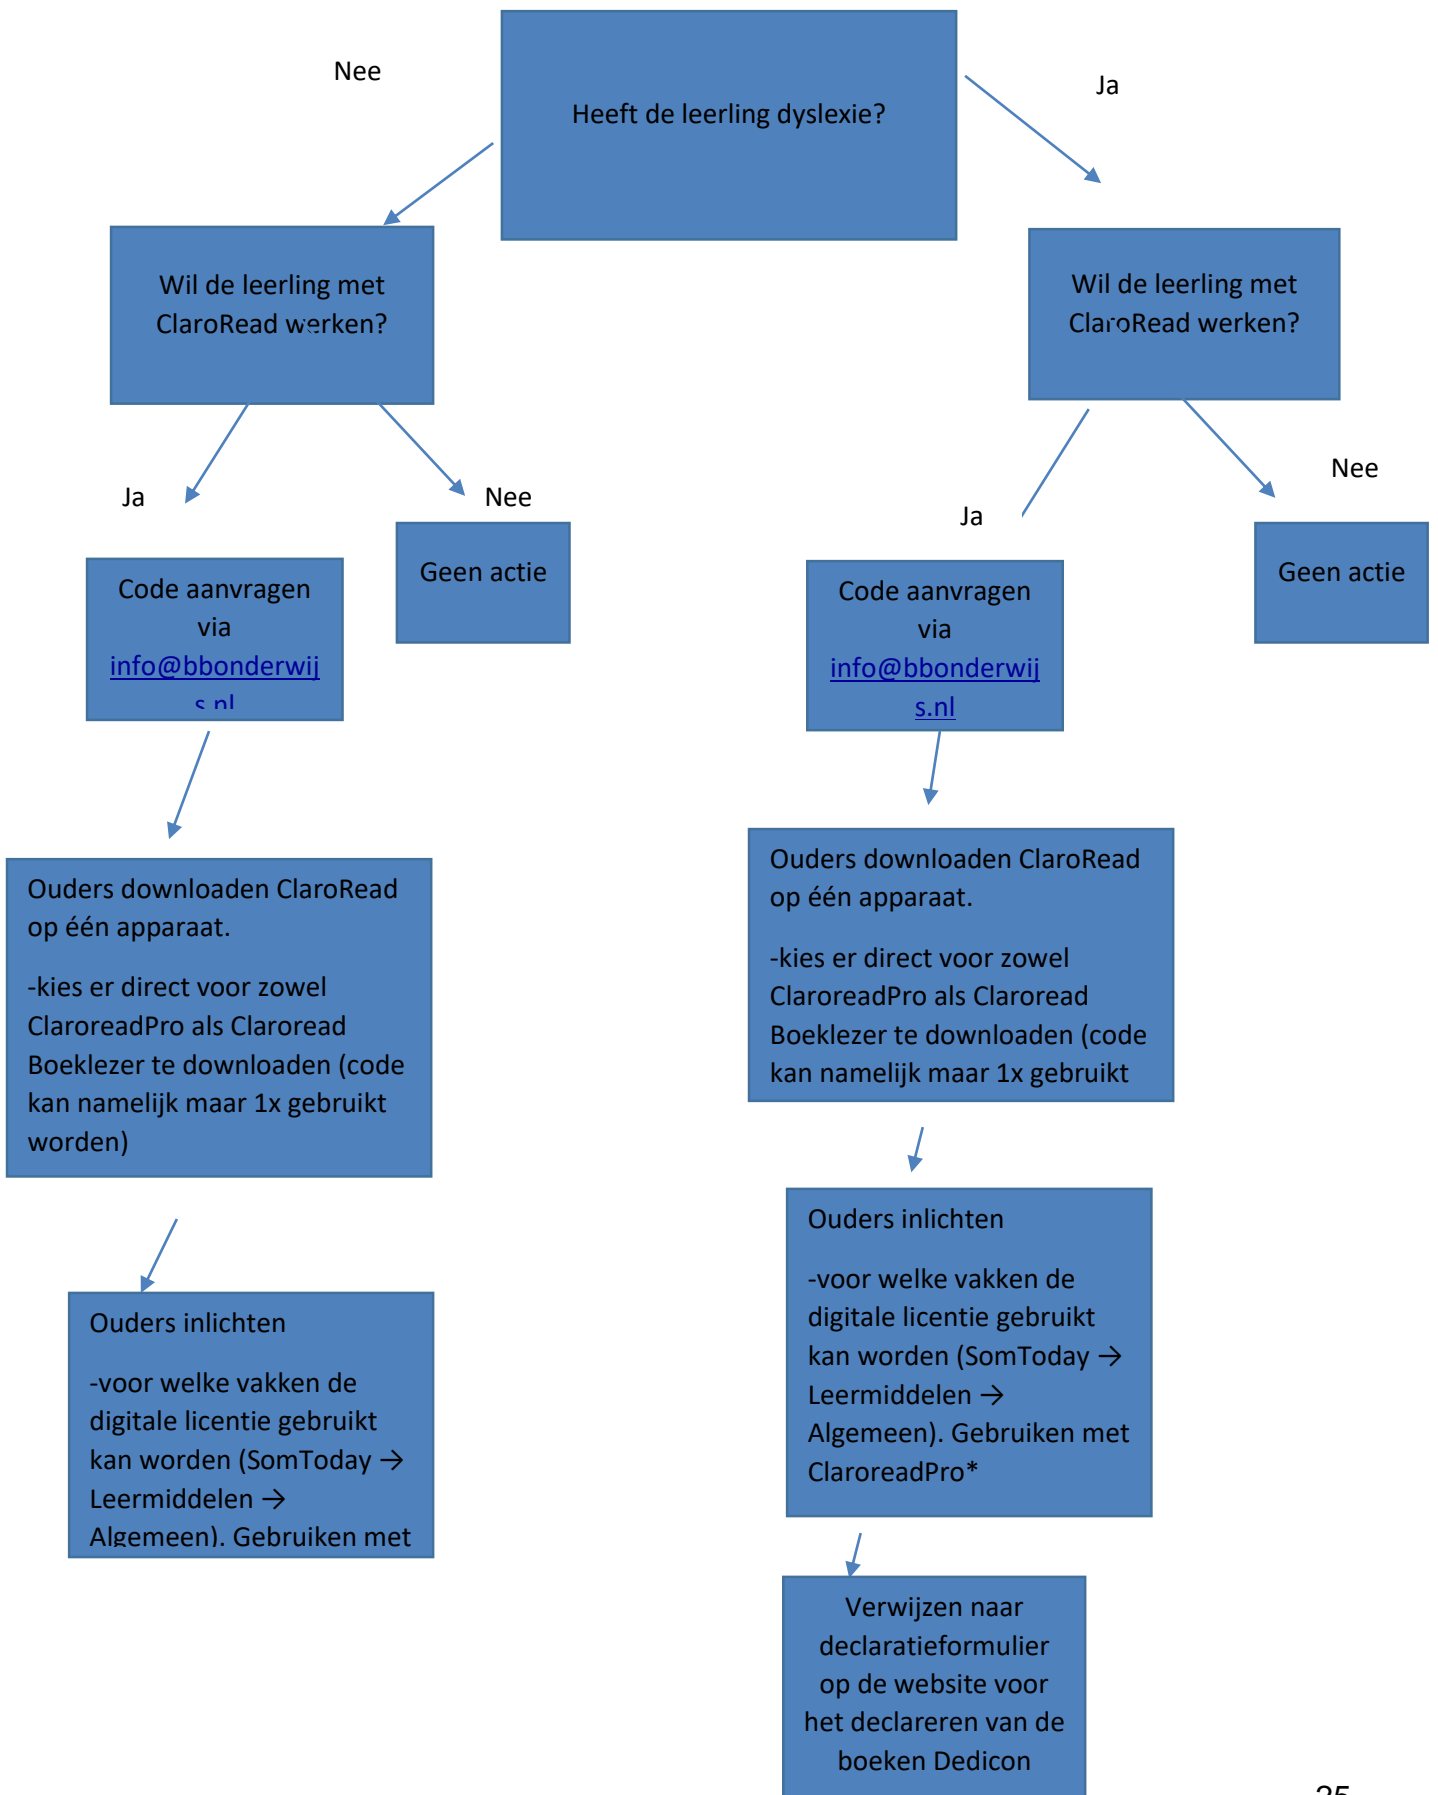 Heeft de leerling dyslexie?
Nee
Ja
Wil de leerling met
ClaroRead werken?
Ja
Nee
Code aanvragen
via
info@bbonderwij
s.nl
Geen actie
Ouders downloaden ClaroRead
op één apparaat.
-kies er direct voor zowel
ClaroreadPro als Claroread
Boeklezer te downloaden (code
kan namelijk maar 1x gebruikt
worden)
Ouders inlichten
-voor welke vakken de
digitale licentie gebruikt
kan worden (SomToday →
Leermiddelen →
Algemeen). Gebruiken met
Wil de leerling met
ClaroRead werken?
Ja
Nee
Code aanvragen
via
info@bbonderwij
s.nl
Geen actie
Ouders downloaden ClaroRead
op één apparaat.
-kies er direct voor zowel
ClaroreadPro als Claroread
Boeklezer te downloaden (code
kan namelijk maar 1x gebruikt
Ouders inlichten
-voor welke vakken de
digitale licentie gebruikt
kan worden (SomToday →
Leermiddelen →
Algemeen). Gebruiken met
ClaroreadPro*
Verwijzen naar
declaratieformulier
op de website voor
het declareren van de
boeken Dedicon